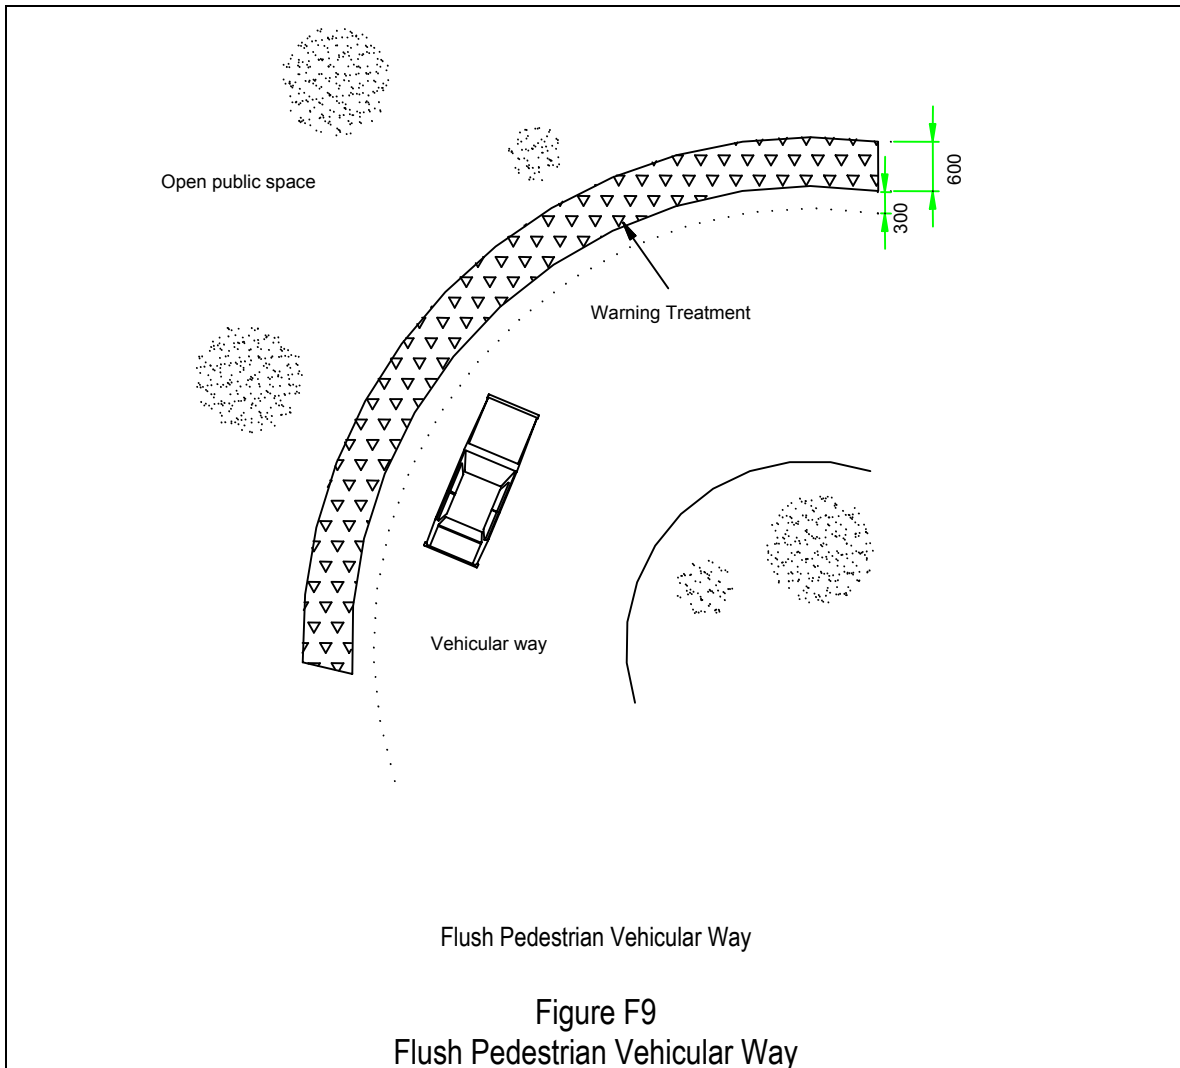 Open public space
600
300
Warning Treatment
Vehicular way
Flush Pedestrian Vehicular Way
Figure F9
Flush Pedestrian Vehicular Way